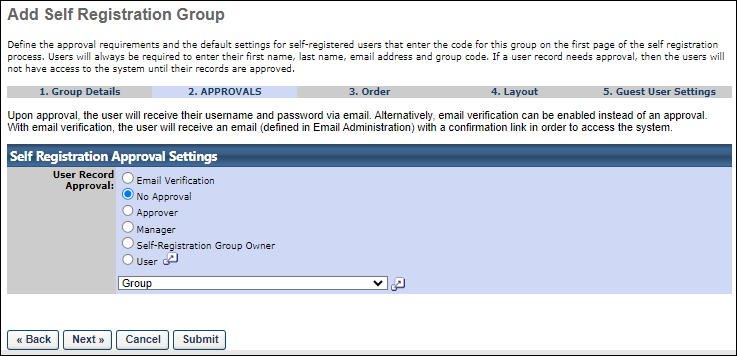 Add Self Registration Group
Define the approval requirements and the default settings for self-registered users that enter the code for this group on the first page of the self registration
process. Users will always be required to enter their first name, last name, email address and group code. If a user record needs approval, then the users will
not have access to the system until their records are approved.
1. Group Details 2. APPROVALS 3. Order 4. Layout 5. Guest User Settings
Upon approval, the user will receive their username and password via email. Alternatively, email verification can be enabled instead of an approval.
With email verification, the user will receive an email (defined in Email Administration) with a confirmation link in order to access the system.
Self Registration Approval Settings
User Record
Approval:
Email Verification
No Approval
Approver
Manager
Self-Registration Group Owner
User
Group
« Back Next » Cancel Submit